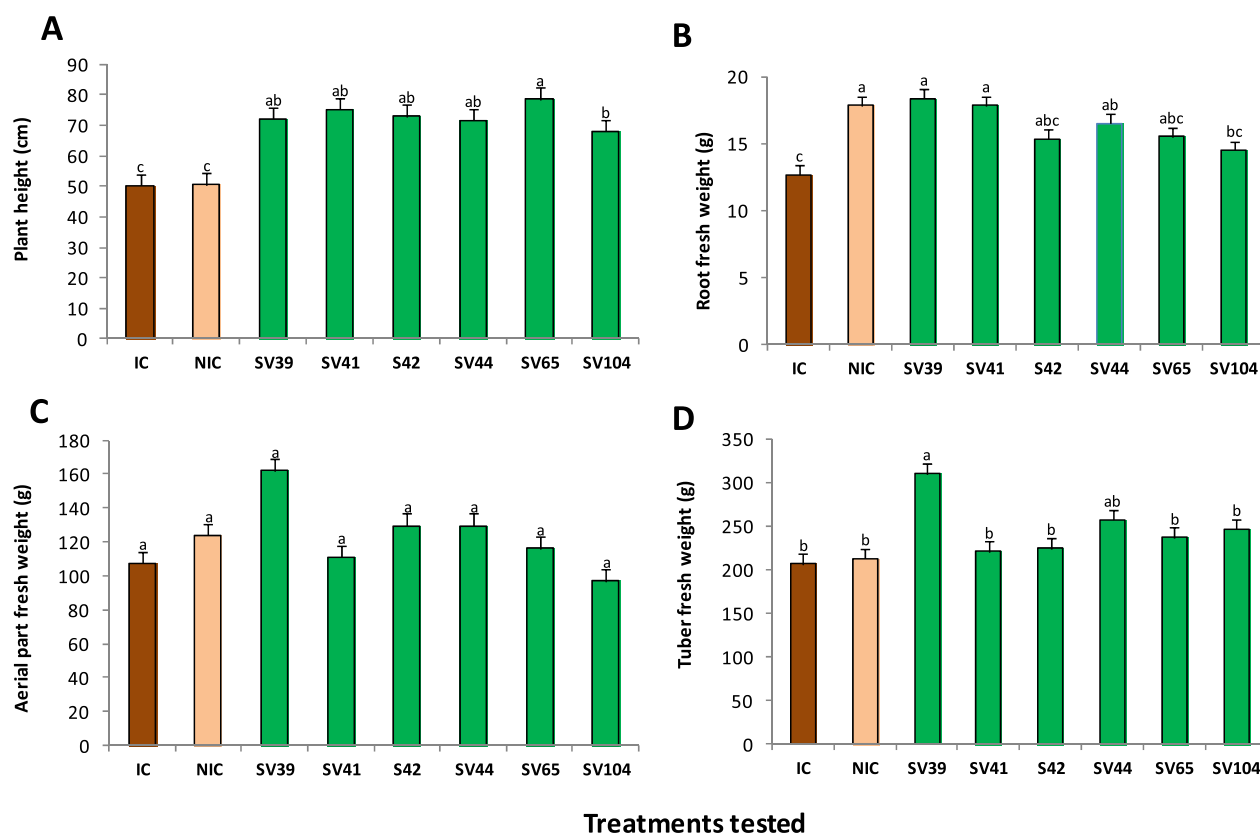 A
Plant height (cm)
90
80
70
60
50
40
30
20
10
0
c c ab ab ab ab a b
IC NIC SV39 SV41 S42 SV44 SV65 SV104
B
Root fresh weight (g)
20
15
10
5
0
c a a a abc ab abc bc
IC NIC SV39 SV41 S42 SV44 SV65 SV104
C
Aerial part fresh weight (g)
180
160
140
120
100
80
60
40
20
0
a a a a a a a a
IC NIC SV39 SV41 S42 SV44 SV65 SV104
D
Tuber fresh weight (g)
350
300
250
200
150
100
50
0
b b a b b ab b b
IC NIC SV39 SV41 S42 SV44 SV65 SV104
Treatments tested